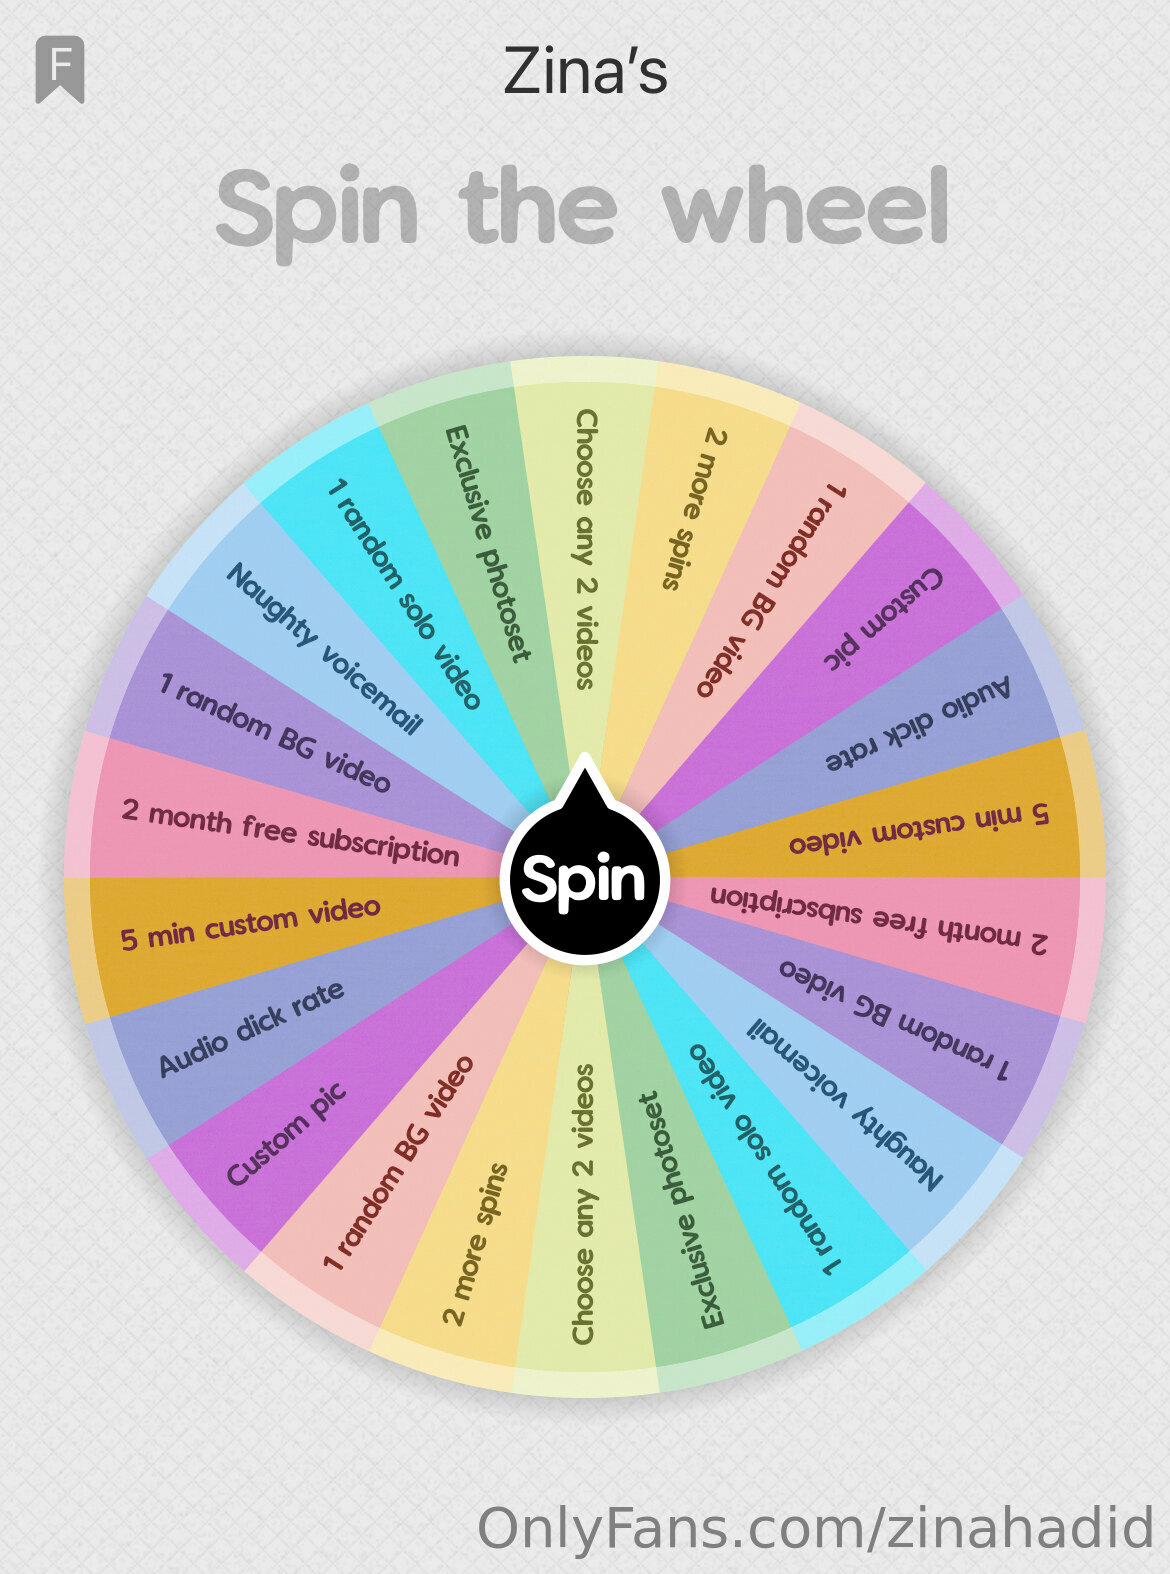 F
Zina's
Spin the wheel
Choose any 2 videos
2 more spins
1 random BG video
Custom pic
Audio dick rate
5 min custom video
2 month free subscription
1 random BG video
Naughty voicemail
1 random solo video
Exclusive photoset
Choose any 2 videos
2 more spins
1 random BG video
Custom pic
Audio dick rate
5 min custom video
2 month free subscription
1 random BG video
Naughty voicemail
1 random solo video
Exclusive photoset
Spin
OnlyFans.com/zinahadid